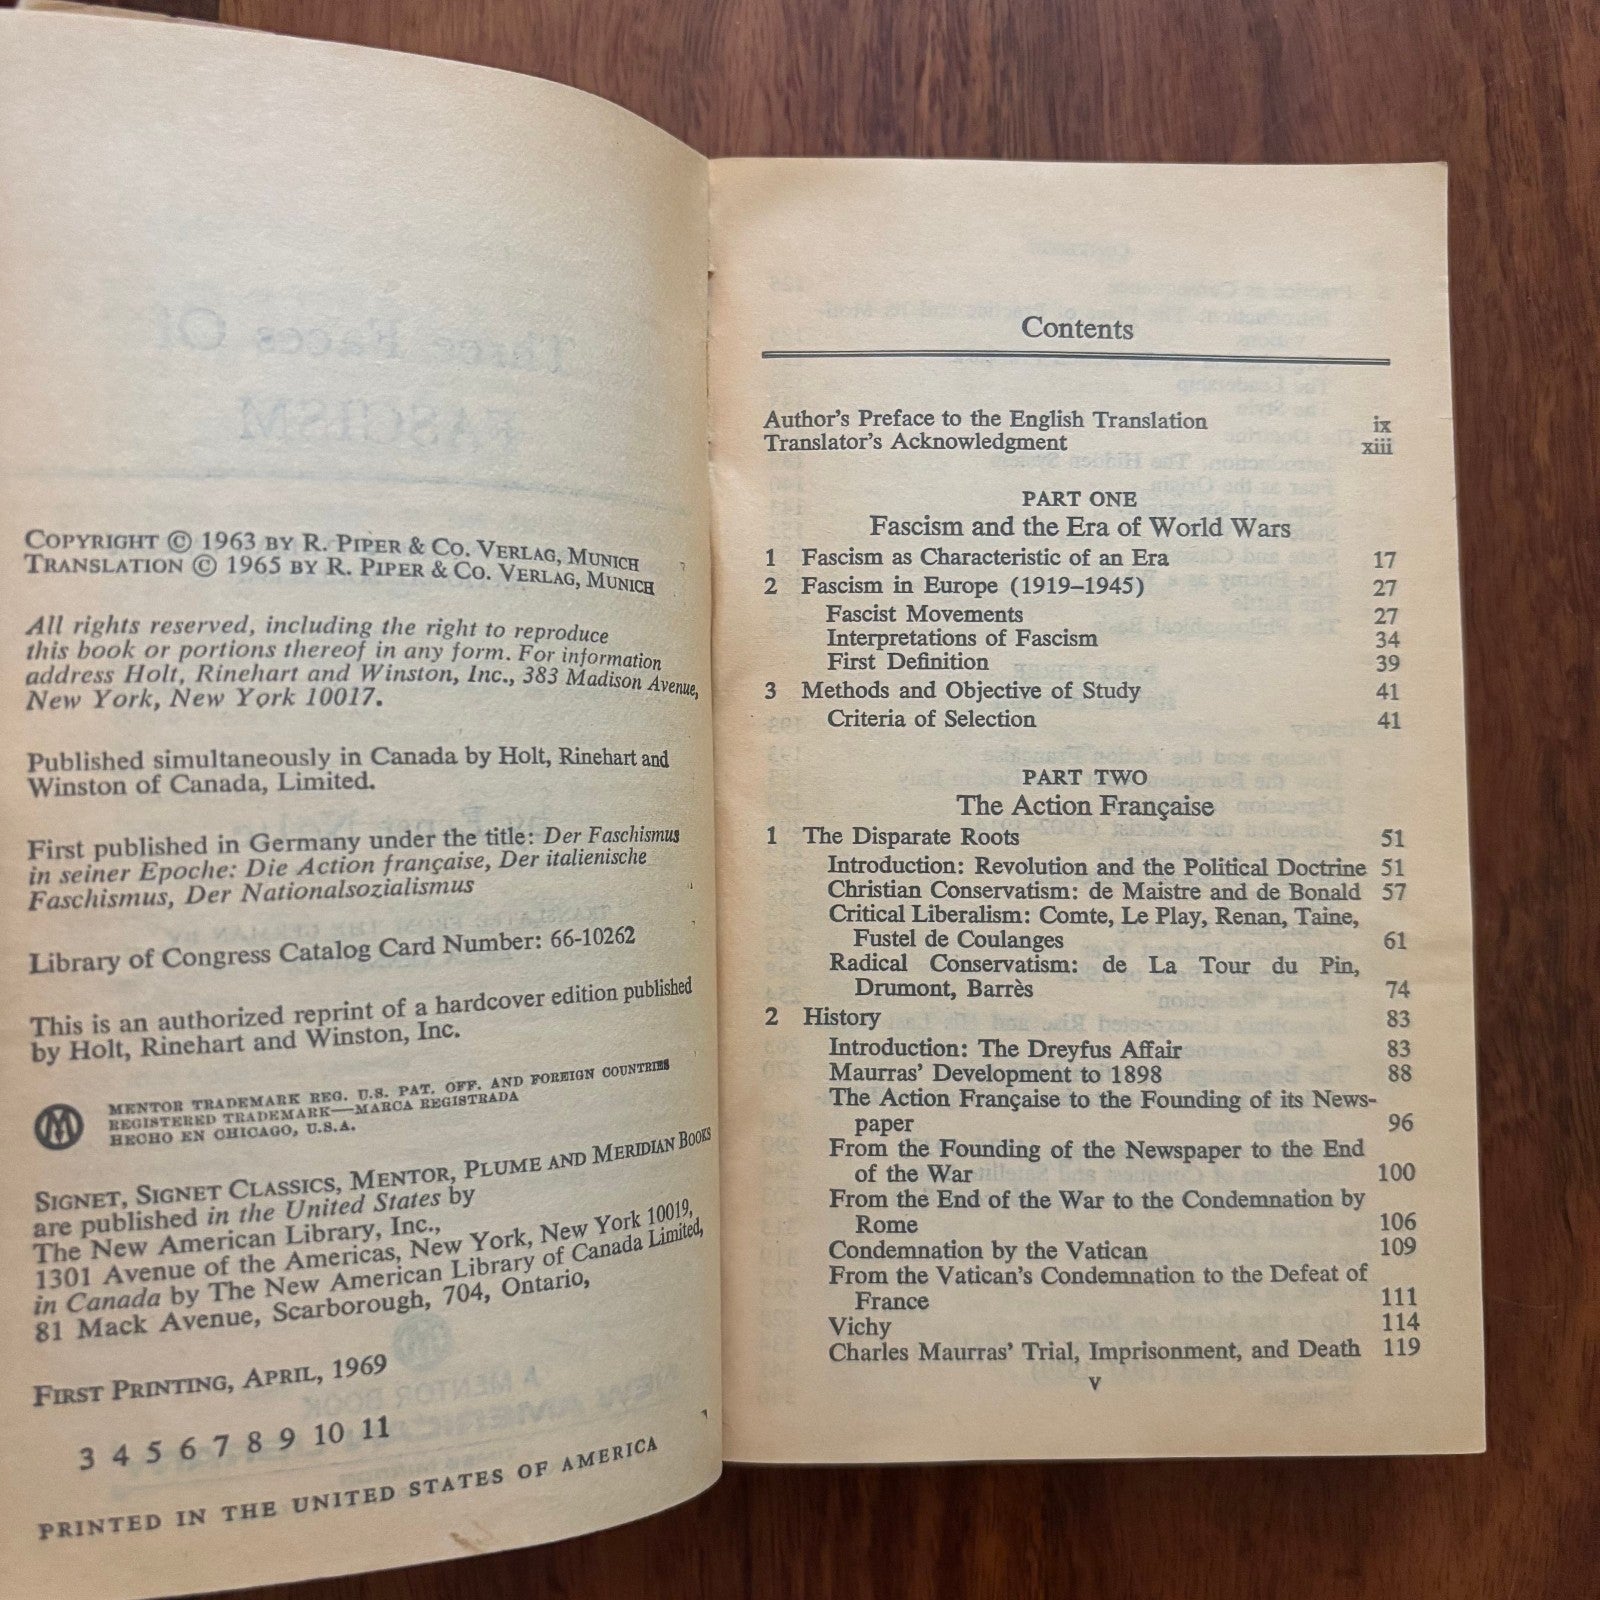 COPYRIGHT © 1963 BY R. PIPER & CO. VERLAG, MUNICH
TRANSLATION © 1965 BY R. PIPER & CO. VERLAG, MUNICH
All rights reserved, including the right to reproduce
this book or portions thereof in any form. For information
address Holt, Rinehart and Winston, Inc., 383 Madison Avenue,
New York, New York 10017.
Published simultaneously in Canada by Holt, Rinehart and
Winston of Canada, Limited.
First published in Germany under the title: Der Faschismus
in seiner Epoche: Die Action française, Der italienische
Faschismus, Der Nationalsozialismus
Library of Congress Catalog Card Number: 66-10262
This is an authorized reprint of a hardcover edition published
by Holt, Rinehart and Winston, Inc.
M
MENTOR TRADEMARK REG. U.S. PAT. OFF. AND FOREIGN COUNTRIES
REGISTERED TRADEMARK—MARCA REGISTRADA
HECHO EN CHICAGO, U.S.A.
SIGNET, SIGNET CLASSICS, MENTOR, PLUME AND MERIDIAN BOOKS
are published in the United States by
The New American Library, Inc.,
1301 Avenue of the Americas, New York, New York 10019,
in Canada by The New American Library of Canada Limited,
81 Mack Avenue, Scarborough, 704, Ontario,
FIRST PRINTING, APRIL, 1969
3 4 5 6 7 8 9 10 11
PRINTED IN THE UNITED STATES OF AMERICA
Contents
Author's Preface to the English Translation ix
Translator's Acknowledgment xiii
PART ONE
Fascism and the Era of World Wars
1 Fascism as Characteristic of an Era 17
2 Fascism in Europe (1919–1945) 27
Fascist Movements 27
Interpretations of Fascism 34
First Definition 39
3 Methods and Objective of Study 41
Criteria of Selection 41
PART TWO
The Action Française
1 The Disparate Roots 51
Introduction: Revolution and the Political Doctrine 51
Christian Conservatism: de Maistre and de Bonald 57
Critical Liberalism: Comte, Le Play, Renan, Taine,
Fustel de Coulanges 61
Radical Conservatism: de La Tour du Pin,
Drumont, Barrès 74
2 History 83
Introduction: The Dreyfus Affair 83
Maurras' Development to 1898 88
The Action Française to the Founding of its News-
paper 96
From the Founding of the Newspaper to the End
of the War 100
From the End of the War to the Condemnation by
Rome 106
Condemnation by the Vatican 109
From the Vatican's Condemnation to the Defeat of
France 111
Vichy 114
Charles Maurras' Trial, Imprisonment, and Death 119
v